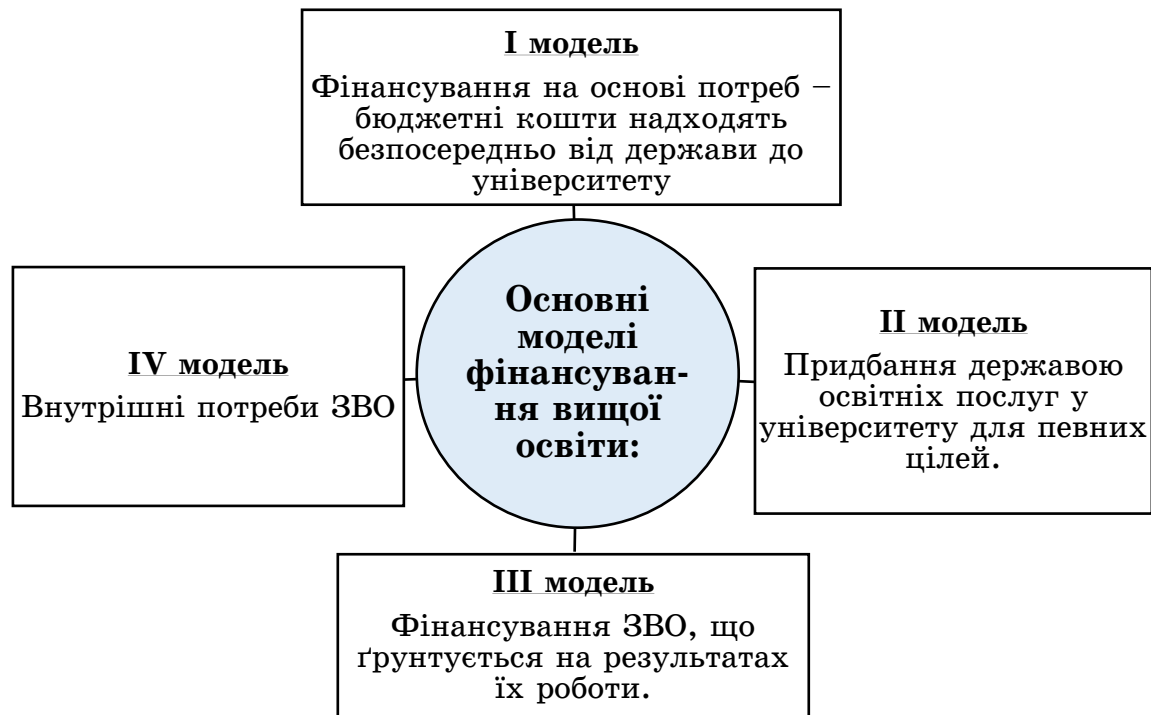 І модель
Фінансування на основі потреб –
бюджетні кошти надходять
безпосередньо від держави до
університету
Основні
моделі
фінансуван-
ня вищої
освіти:
ІІ модель
Придбання державою
освітніх послуг у
університету для певних
цілей.
ІІІ модель
Фінансування ЗВО, що
ґрунтується на результатах
їх роботи.
IV модель
Внутрішні потреби ЗВО